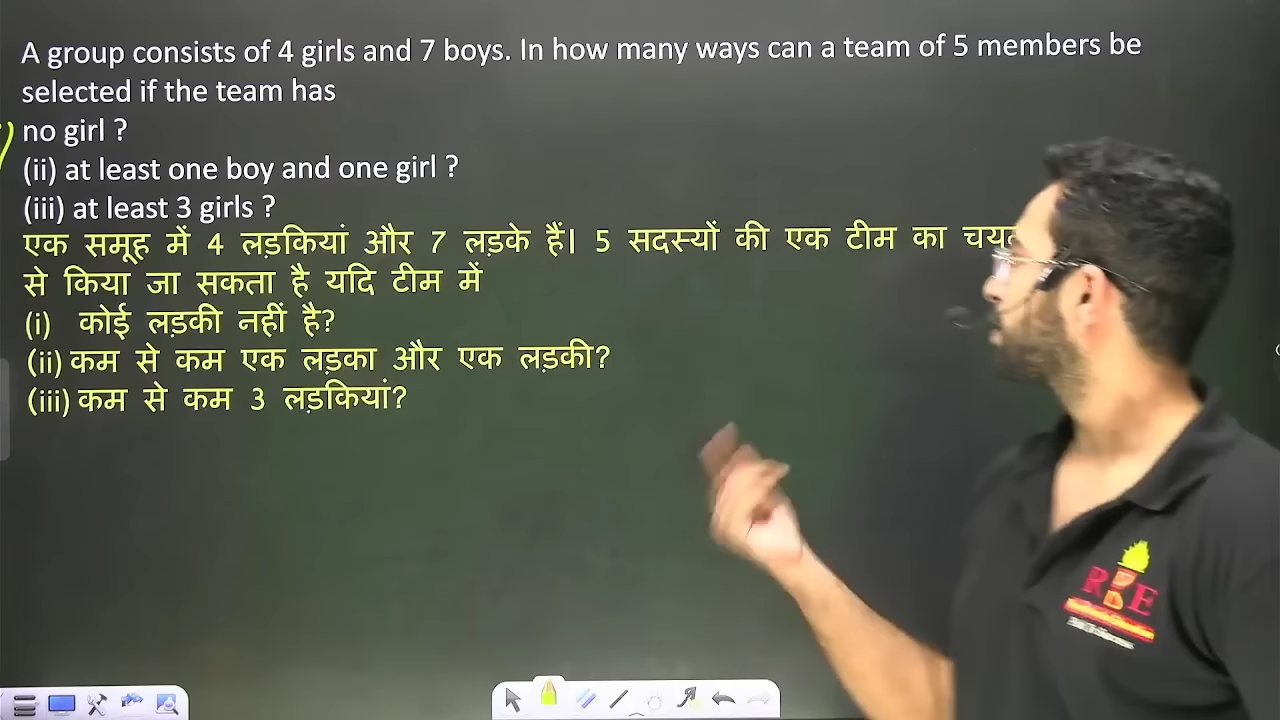 A group consists of 4 girls and 7 boys. In how many ways can a team of 5 members be
selected if the team has
no girl ?
(ii) at least one boy and one girl ?
(iii) at least 3 girls ?
एक समूह में 4 लड़कियां और 7 लड़के हैं। 5 सदस्यों की एक टीम का
से किया जा सकता है यदि टीम में
(i) कोई लड़की नहीं है?
(ii) कम से कम एक लड़का और एक लड़की?
(iii) कम से कम 3 लड़कियां?
RBE